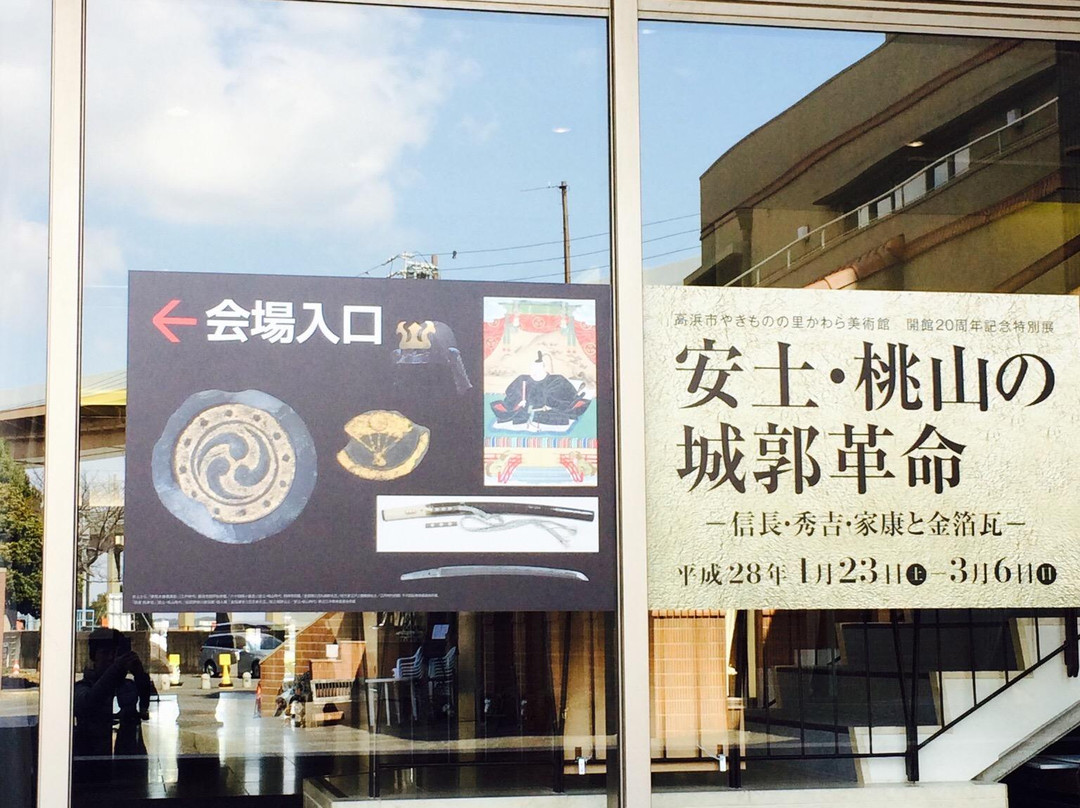 ← 会場入口
高浜市やきものの里かわら美術館 開館20周年記念特別展
安土・桃山の
城郭革命
－信長・秀吉・家康と金箔瓦－
平成28年 1月23日土－3月6日日